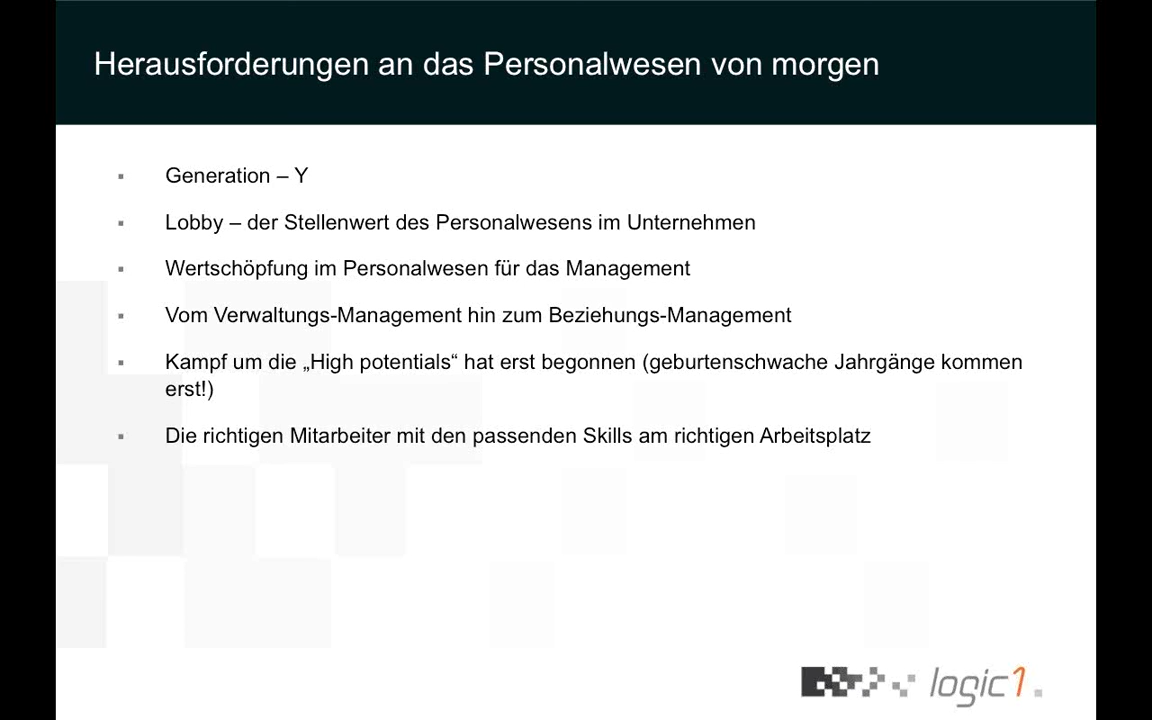 Herausforderungen an das Personalwesen von morgen
Generation – Y
Lobby – der Stellenwert des Personalwesens im Unternehmen
Wertschöpfung im Personalwesen für das Management
Vom Verwaltungs-Management hin zum Beziehungs-Management
Kampf um die „High potentials“ hat erst begonnen (geburtenschwache Jahrgänge kommen
erst!)
Die richtigen Mitarbeiter mit den passenden Skills am richtigen Arbeitsplatz
logic1.